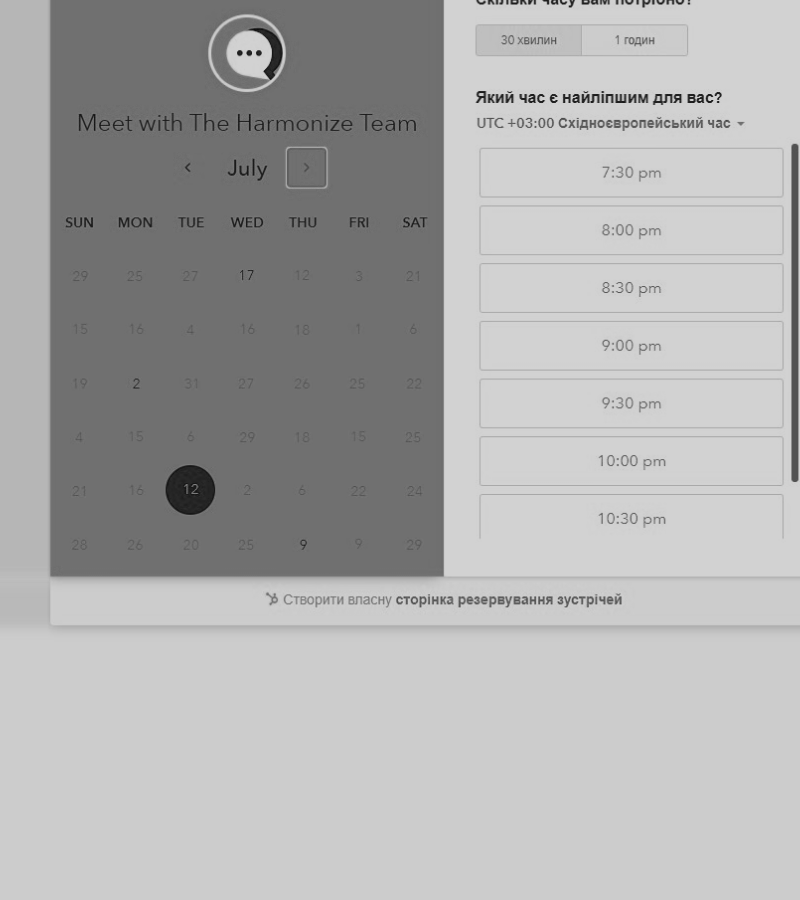 Meet with The Harmonize Team
July
SUN MON TUE WED THU FRI SAT
29 25 27 17 12 3 21
15 16 4 16 18 1 6
19 2 31 27 26 25 22
4 15 6 29 18 15 25
21 16 12 2 6 22 24
28 26 20 25 9 9 29
Скільки часу вам потрібно?
30 хвилин 1 годин
Який час є найліпшим для вас?
UTC +03:00 Східноєвропейський час
7:30 pm
8:00 pm
8:30 pm
9:00 pm
9:30 pm
10:00 pm
10:30 pm
Створити власну сторінка резервування зустрічей